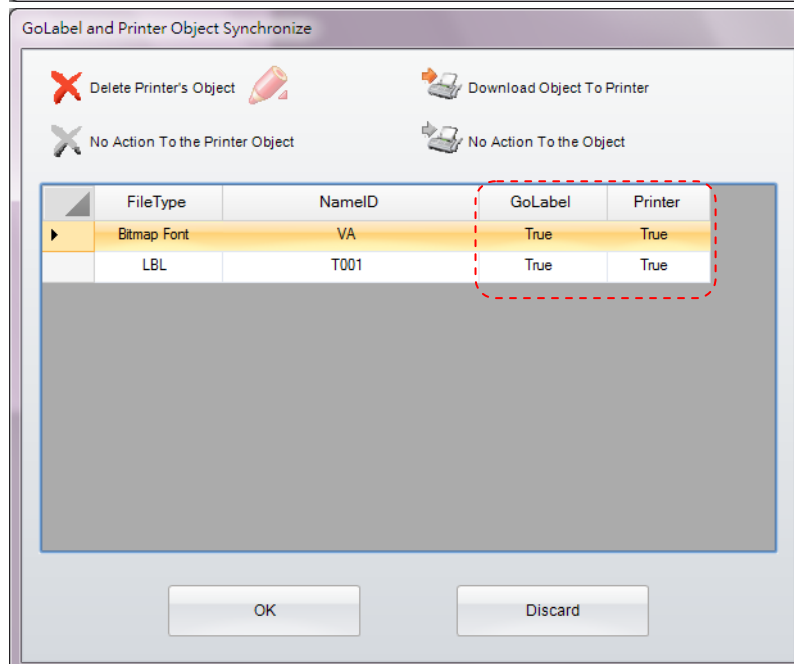 GoLabel and Printer Object Synchronize
Delete Printer's Object Download Object To Printer
No Action To the Printer Object No Action To the Object
FileType NameID GoLabel Printer
Bitmap Font VA True True
LBL T001 True True
OK Discard